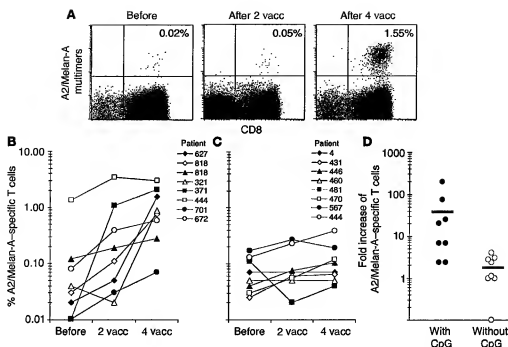 A
Before
After 2 vacc
After 4 vacc
0.02%
0.05%
1.55%
A2/Melan-A
multimers
CD8
B
Patient
627
818
818
321
371
444
701
672
% A2/Melan-A–specific T cells
10.00
1.00
0.10
0.01
Before
2 vacc
4 vacc
C
Patient
4
431
446
460
481
470
567
444
Before
2 vacc
4 vacc
D
Fold increase of
A2/Melan-A–specific T cells
1000
100
10
1
With
CpG
Without
CpG